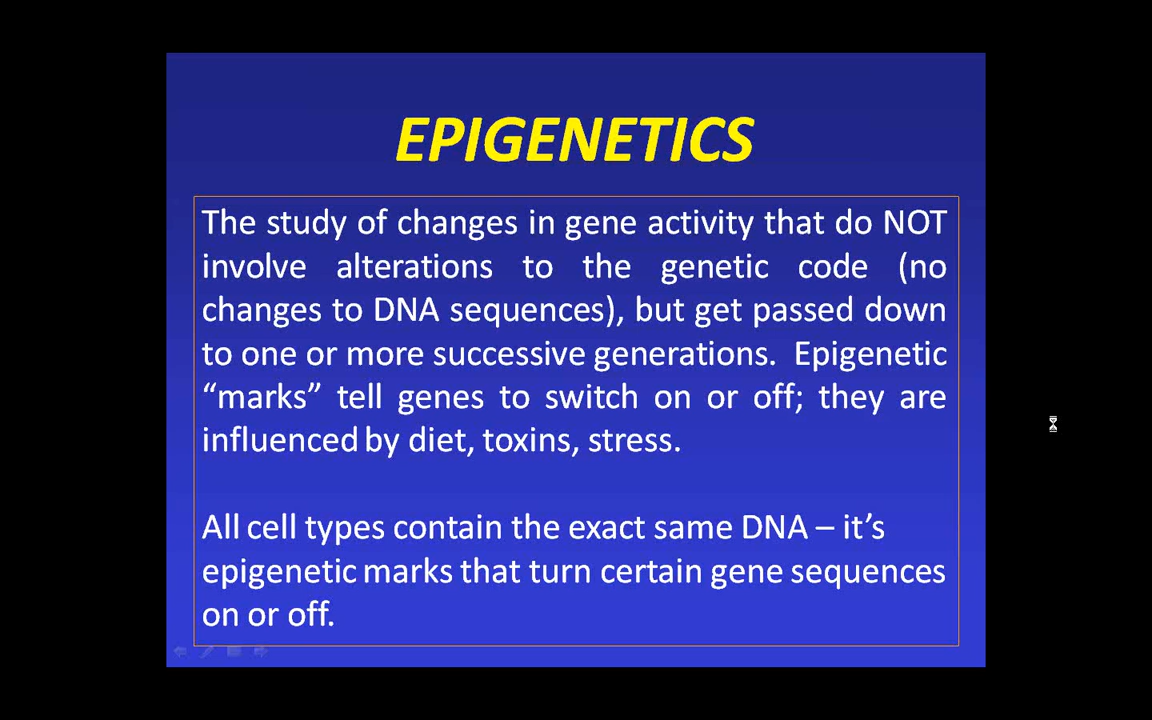 EPIGENETICS
The study of changes in gene activity that do NOT
involve alterations to the genetic code (no
changes to DNA sequences), but get passed down
to one or more successive generations. Epigenetic
“marks” tell genes to switch on or off; they are
influenced by diet, toxins, stress.
All cell types contain the exact same DNA – it’s
epigenetic marks that turn certain gene sequences
on or off.